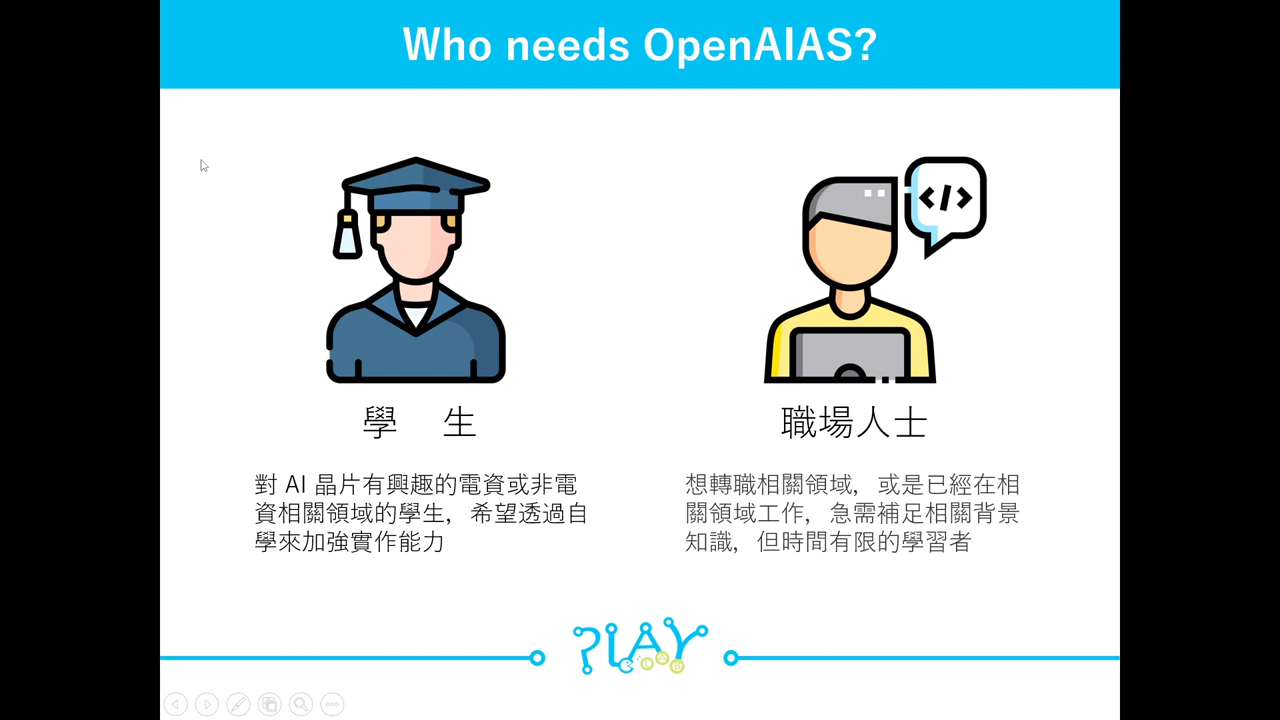 Who needs OpenAIAS?
</>
學 生
職場人士
對 AI 晶片有興趣的電資或非電
資相關領域的學生，希望透過自
學來加強實作能力
想轉職相關領域，或是已經在相
關領域工作，急需補足相關背景
知識，但時間有限的學習者
PLAY
LAB